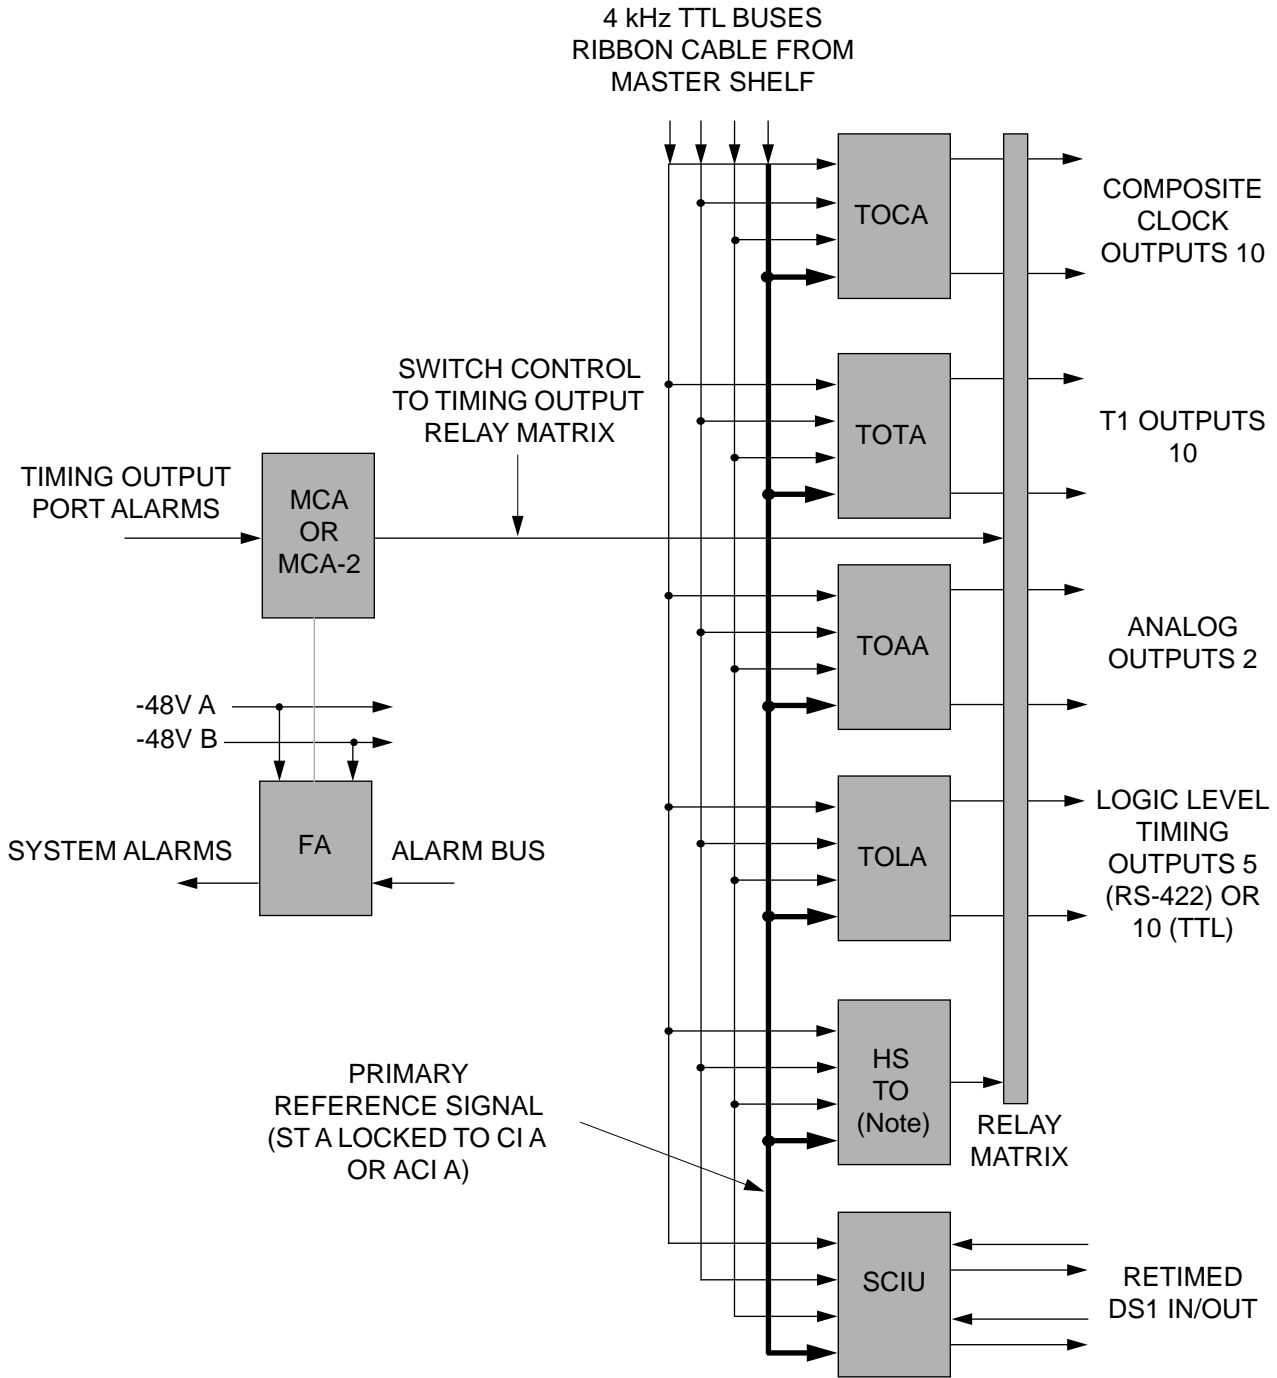 4 kHz TTL BUSES
RIBBON CABLE FROM
MASTER SHELF
TOCA
COMPOSITE
CLOCK
OUTPUTS 10
SWITCH CONTROL
TO TIMING OUTPUT
RELAY MATRIX
TOTA
T1 OUTPUTS
10
TIMING OUTPUT
PORT ALARMS
MCA
OR
MCA-2
TOAA
ANALOG
OUTPUTS 2
-48V A
-48V B
FA
SYSTEM ALARMS
ALARM BUS
TOLA
LOGIC LEVEL
TIMING
OUTPUTS 5
(RS-422) OR
10 (TTL)
HS
TO
(Note)
RELAY
MATRIX
PRIMARY
REFERENCE SIGNAL
(ST A LOCKED TO CI A
OR ACI A)
SCIU
RETIMED
DS1 IN/OUT